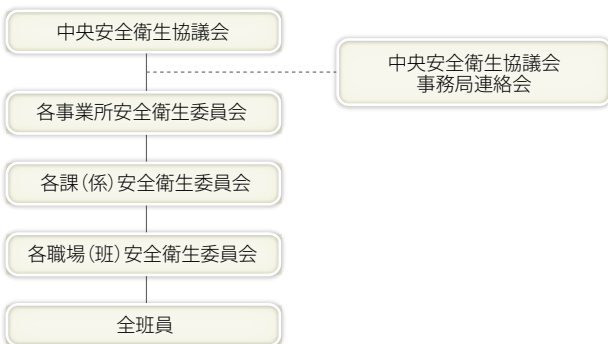 中央安全衛生協議会
中央安全衛生協議会
事務局連絡会
各事業所安全衛生委員会
各課(係)安全衛生委員会
各職場(班)安全衛生委員会
全班員